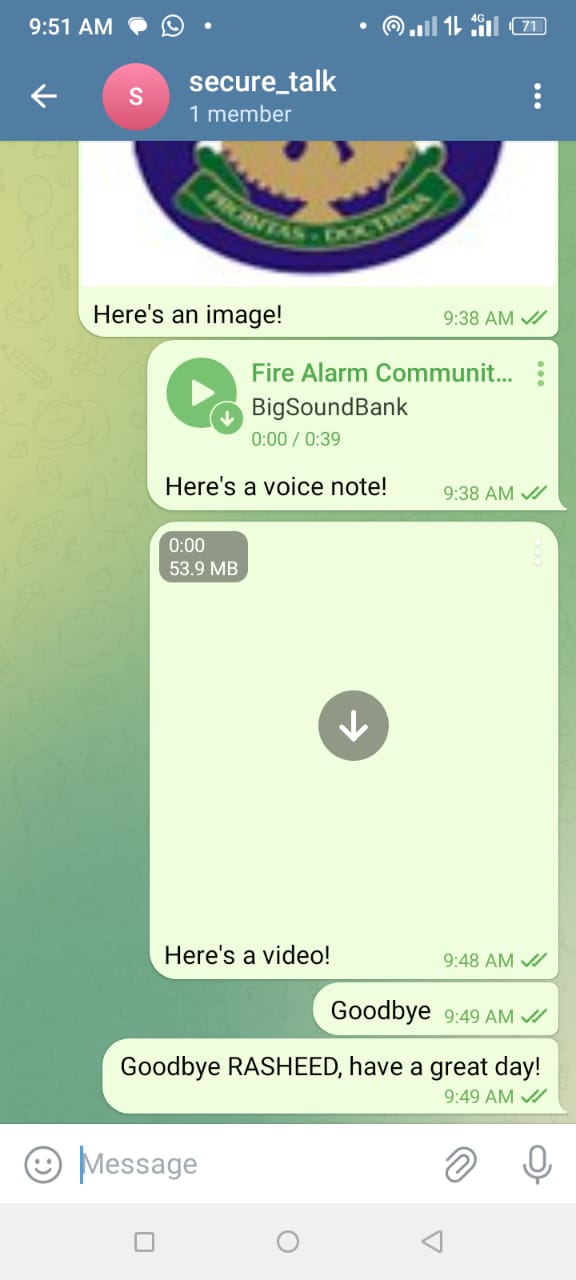 9:51 AM
4G
71
S
secure_talk
1 member
PROBITAS - DOCTRINA
Here's an image!
9:38 AM
Fire Alarm Communit...
BigSoundBank
0:00 / 0:39
Here's a voice note!
9:38 AM
0:00
53.9 MB
Here's a video!
9:48 AM
Goodbye
9:49 AM
Goodbye RASHEED, have a great day!
9:49 AM
Message